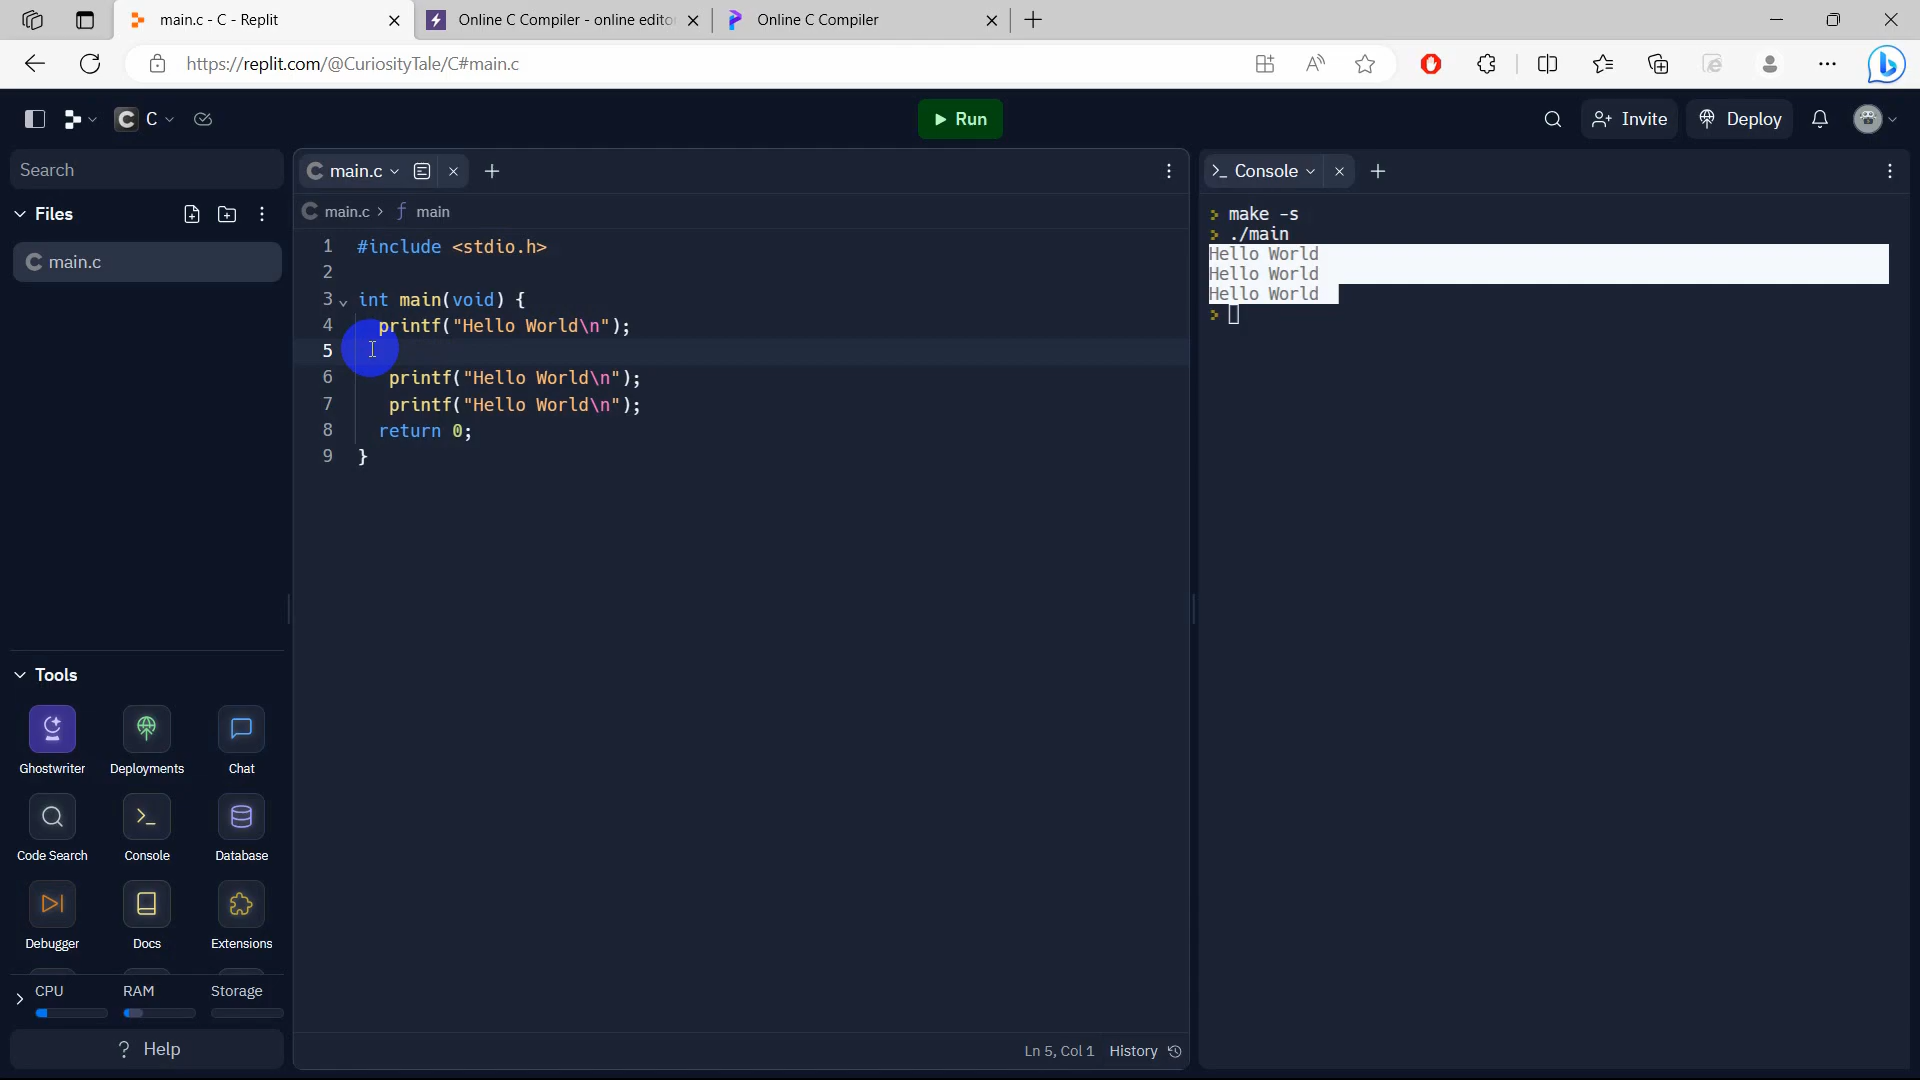 main.c - C - Replit
Online C Compiler - online edito
Online C Compiler
https://replit.com/@CuriosityTale/C#main.c
C
Run
Invite
Deploy
Search
Files
main.c
main.c
main.c > f main
1 #include <stdio.h>
2
3 int main(void) {
4 printf("Hello World\n");
5
6 printf("Hello World\n");
7 printf("Hello World\n");
8 return 0;
9 }
Console
> make -s
> ./main
Hello World
Hello World
Hello World
>
Tools
Ghostwriter Deployments Chat
Code Search Console Database
Debugger Docs Extensions
CPU RAM Storage
? Help
Ln 5, Col 1 History